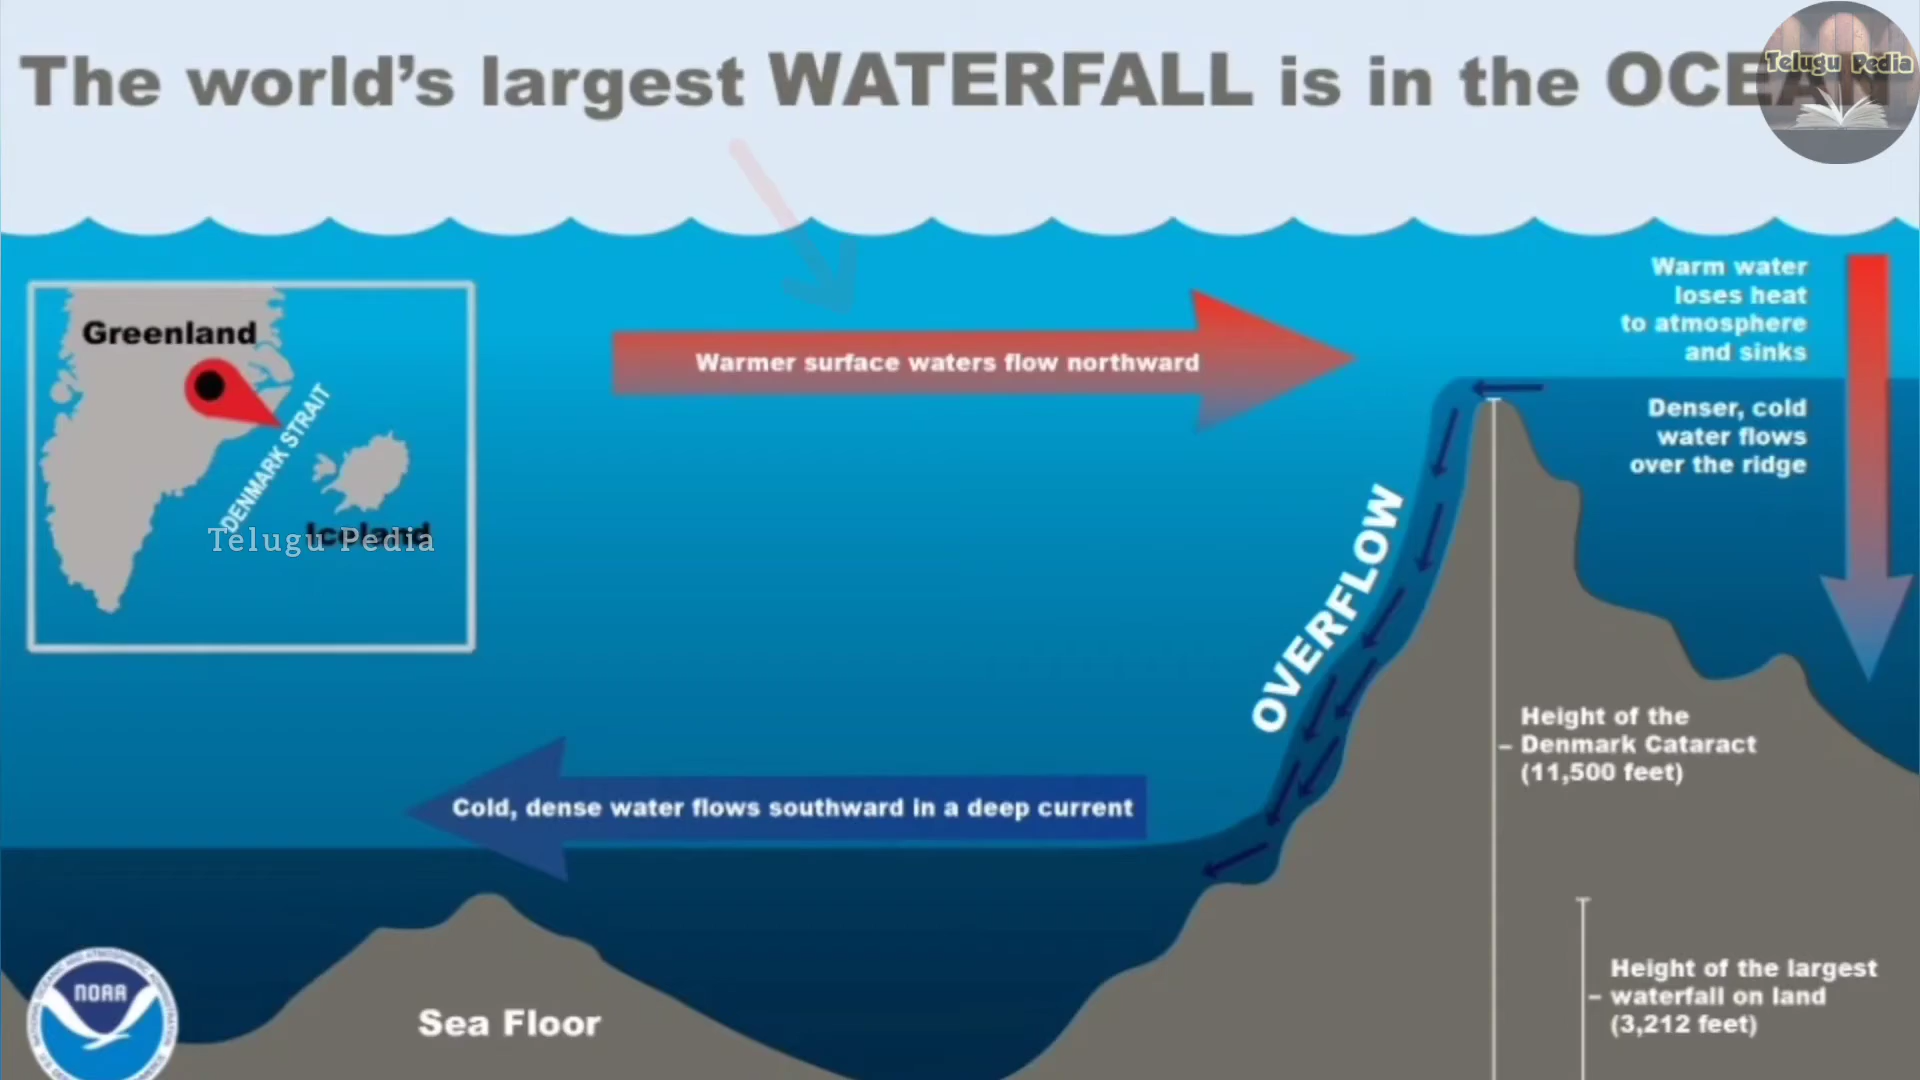 The world's largest WATERFALL is in the OCEAN
Telugu Pedia
Warm water
loses heat
to atmosphere
and sinks
Greenland
DENMARK STRAIT
Iceland
Telugu Pedia
Warmer surface waters flow northward
Denser, cold
water flows
over the ridge
OVERFLOW
Height of the
Denmark Cataract
(11,500 feet)
Cold, dense water flows southward in a deep current
Height of the largest
waterfall on land
(3,212 feet)
NOAA
Sea Floor